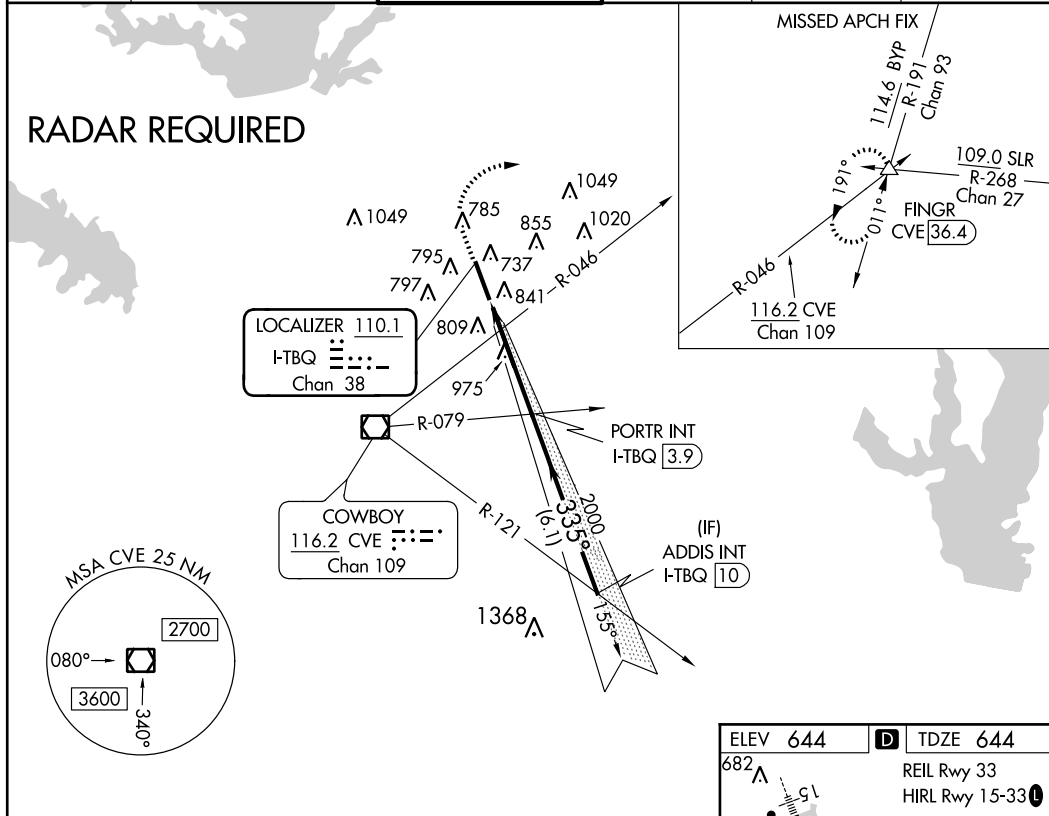 RADAR REQUIRED
MISSED APCH FIX
114.6 BYP
R-191
Chan 93
109.0 SLR
R-268
Chan 27
191°
011°
FINGR
CVE 36.4
R-046
116.2 CVE
Chan 109
1049
785
1049
855
1020
795
737
R-046
797
841
809
LOCALIZER 110.1
I-TBQ
Chan 38
975
R-079
PORTR INT
I-TBQ 3.9
COWBOY
116.2 CVE
Chan 109
R-121
2000
335°
(6.1)
(IF)
ADDIS INT
I-TBQ 10
155°
1368
MSA CVE 25 NM
2700
080°
3600
340°
ELEV 644
D
TDZE 644
682
15
REIL Rwy 33
HIRL Rwy 15-33 L